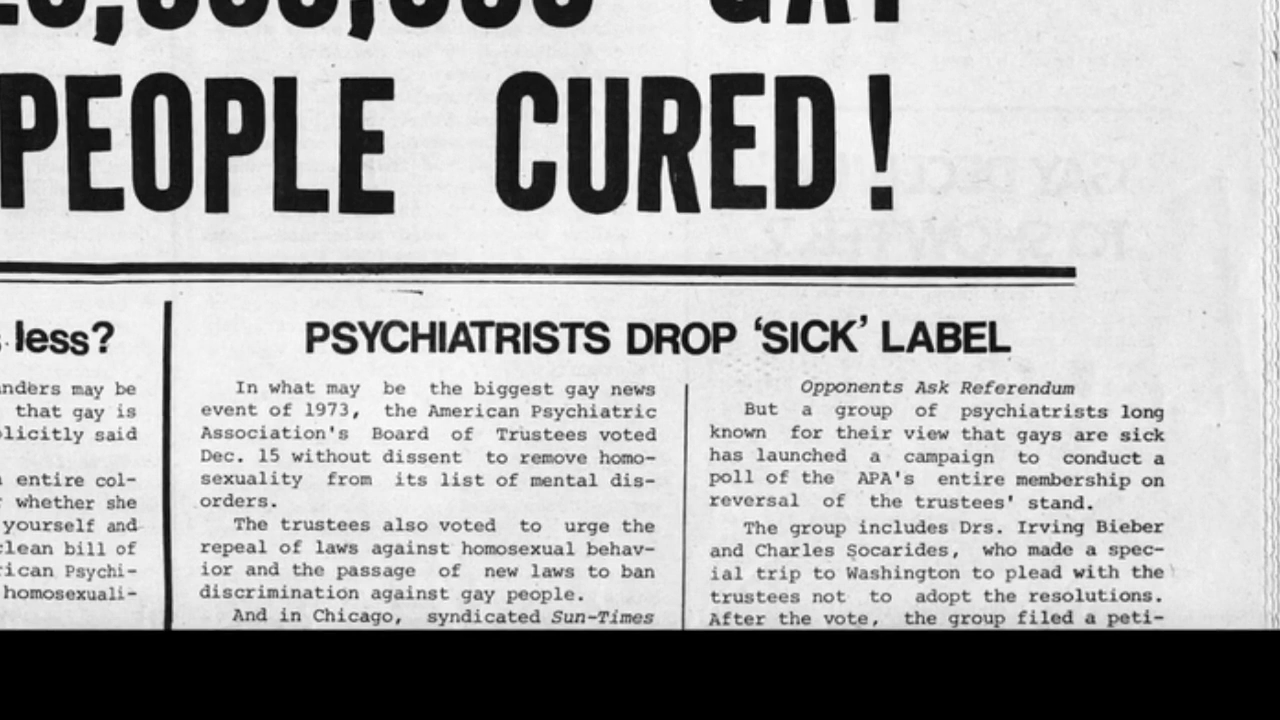 GAY
PEOPLE CURED!
less?
PSYCHIATRISTS DROP 'SICK' LABEL
may be
that gay is
said
entire col-
whether she
yourself and
clean bill of
Psychi-
homosexuali-
In what may be the biggest gay news
event of 1973, the American Psychiatric
Association's Board of Trustees voted
Dec. 15 without dissent to remove homo-
sexuality from its list of mental dis-
orders.
The trustees also voted to urge the
repeal of laws against homosexual behav-
ior and the passage of new laws to ban
discrimination against gay people.
And in Chicago, syndicated Sun-Times
Opponents Ask Referendum
But a group of psychiatrists long
known for their view that gays are sick
has launched a campaign to conduct a
poll of the APA's entire membership on
reversal of the trustees' stand.
The group includes Drs. Irving Bieber
and Charles Socarides, who made a spec-
ial trip to Washington to plead with the
trustees not to adopt the resolutions.
After the vote, the group filed a peti-